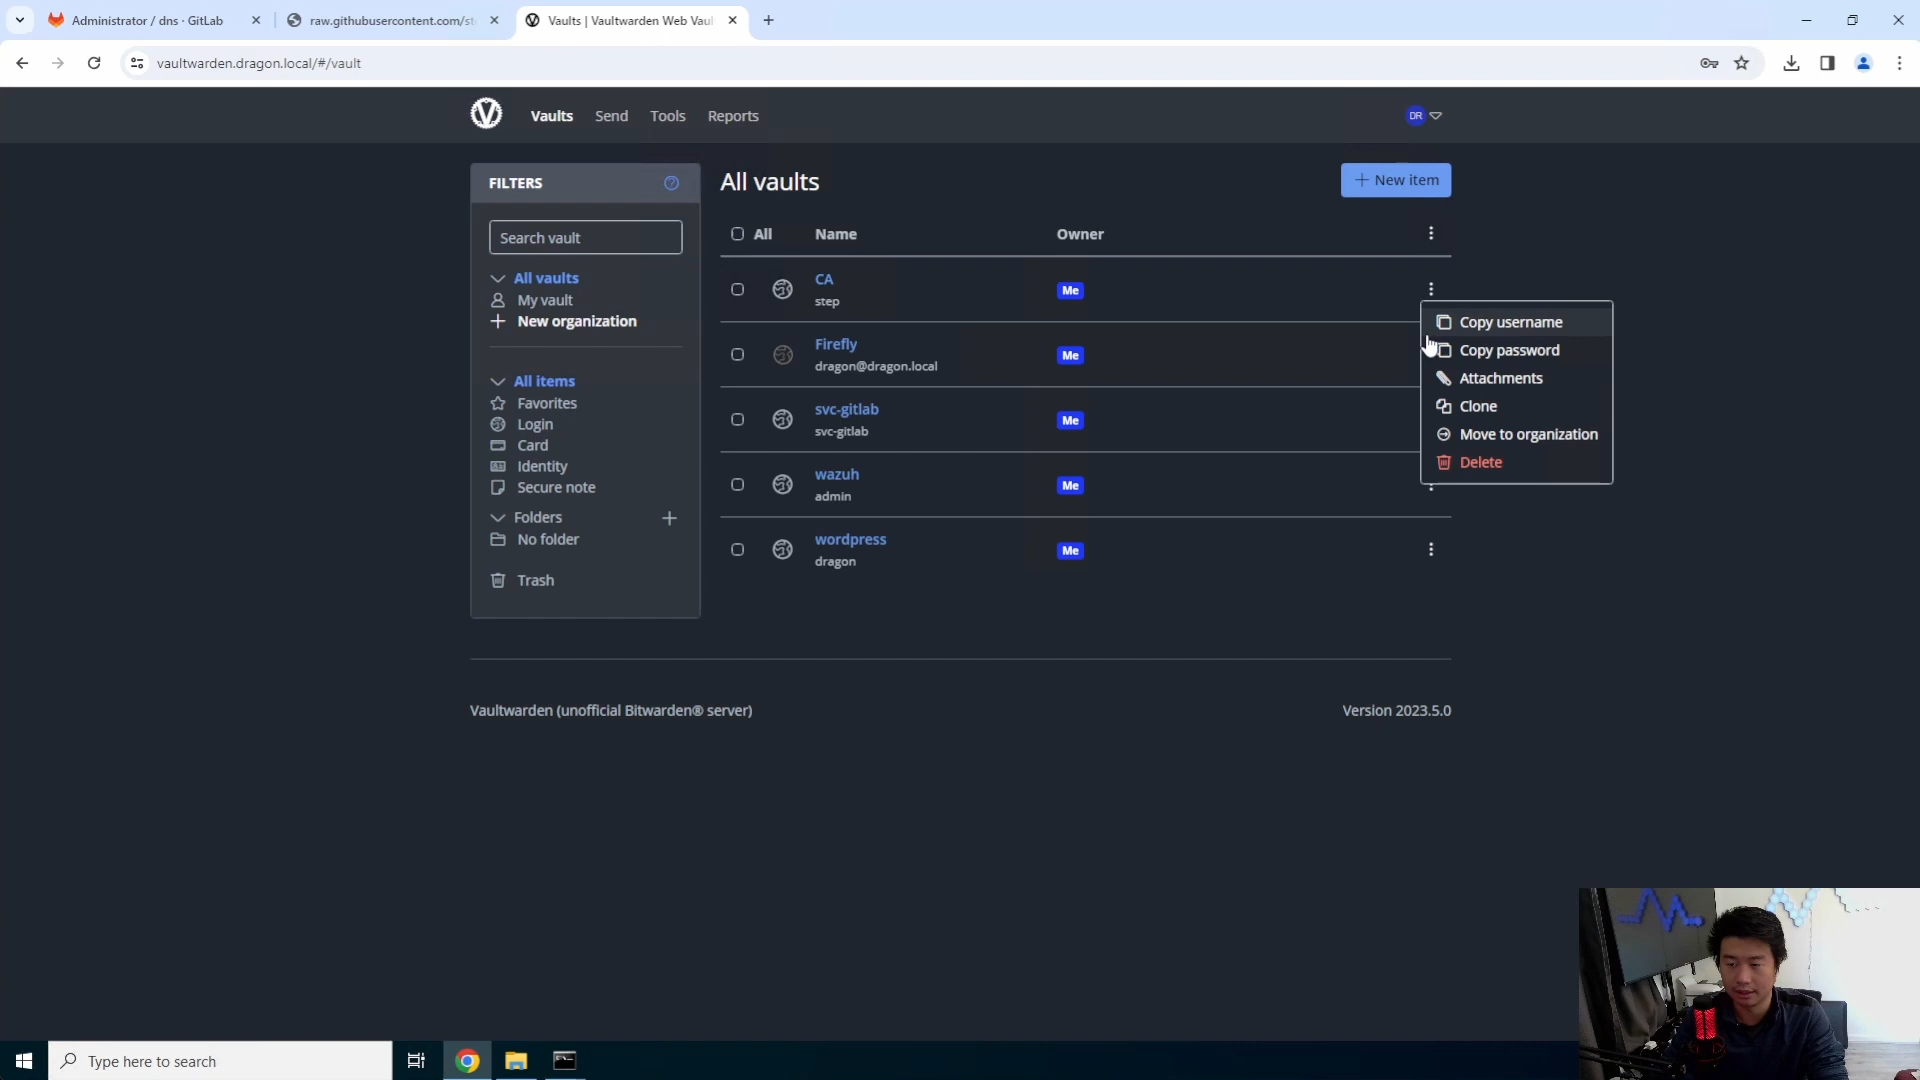 Administrator / dns · GitLab
raw.githubusercontent.com/st
Vaults | Vaultwarden Web Vaul
vaultwarden.dragon.local/#/vault
Vaults
Send
Tools
Reports
DR
FILTERS
Search vault
All vaults
My vault
New organization
All items
Favorites
Login
Card
Identity
Secure note
Folders
No folder
Trash
All vaults
New item
All
Name
Owner
CA
step
Me
Firefly
dragon@dragon.local
Me
svc-gitlab
svc-gitlab
Me
wazuh
admin
Me
wordpress
dragon
Me
Copy username
Copy password
Attachments
Clone
Move to organization
Delete
Vaultwarden (unofficial Bitwarden® server)
Version 2023.5.0
Type here to search